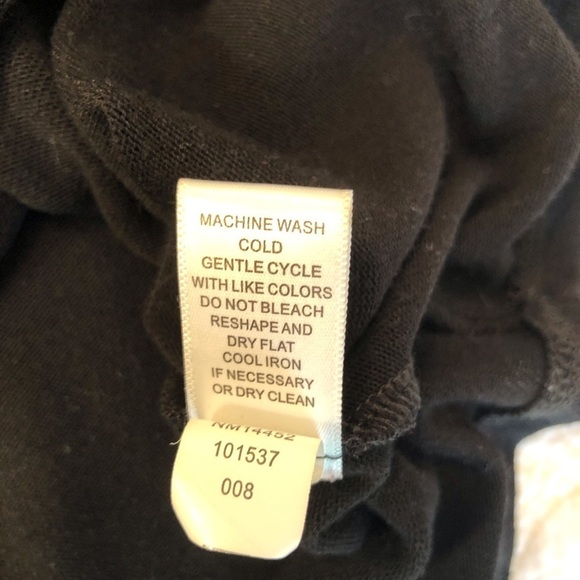 MACHINE WASH
COLD
GENTLE CYCLE
WITH LIKE COLORS
DO NOT BLEACH
RESHAPE AND
DRY FLAT
COOL IRON
IF NECESSARY
OR DRY CLEAN
NM14452
101537
008